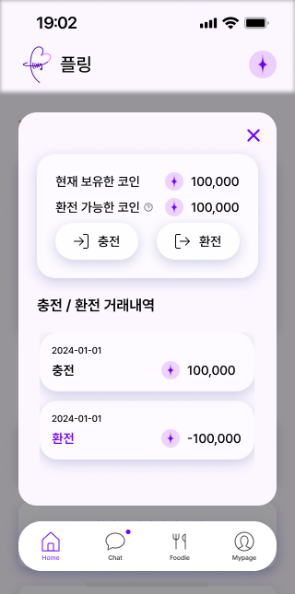 19:02
플링
현재 보유한 코인 100,000
환전 가능한 코인 ? 100,000
충전 환전
충전 / 환전 거래내역
2024-01-01
충전 100,000
2024-01-01
환전 -100,000
Home Chat Foodie Mypage